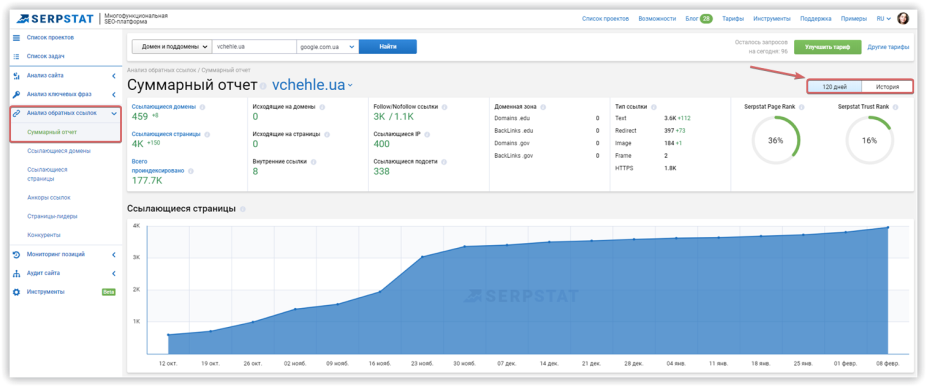 SERPSTAT
Многофункциональная
SEO-платформа
Список проектов Возможности Блог 28 Тарифы Инструменты Поддержка Примеры RU
Список проектов
Список задач
Анализ сайта
Анализ ключевых фраз
Анализ обратных ссылок
Суммарный отчет
Ссылающиеся домены
Ссылающиеся
страницы
Анкоры ссылок
Страницы-лидеры
Конкуренты
Мониторинг позиций
Аудит сайта
Инструменты Beta
Домен и поддомены vchehle.ua google.com.ua Найти
Осталось запросов
на сегодня: 96
Улучшить тариф Другие тарифы
Анализ обратных ссылок / Суммарный отчет
Суммарный отчет vchehle.ua
120 дней История
Ссылающиеся домены
459 +8
Ссылающиеся страницы
4K +150
Всего
проиндексировано
177.7K
Исходящие на домены
0
Исходящие на страницы
0
Внутренние ссылки
8
Follow/Nofollow ссылки
3K / 1.1K
Ссылающиеся IP
400
Ссылающиеся подсети
338
Доменная зона
Domains .edu 0
BackLinks .edu 0
Domains .gov 0
BackLinks .gov 0
Тип ссылки
Text 3.6K +112
Redirect 397 +73
Image 184 +1
Frame 2
HTTPS 1.8K
Serpstat Page Rank
36%
Serpstat Trust Rank
16%
Ссылающиеся страницы
4K
3K
2K
1K
SERPSTAT
12 окт. 19 окт. 26 окт. 02 нояб. 09 нояб. 16 нояб. 23 нояб. 30 нояб. 07 дек. 14 дек. 21 дек. 28 дек. 04 янв. 11 янв. 18 янв. 25 янв. 01 февр. 08 февр.